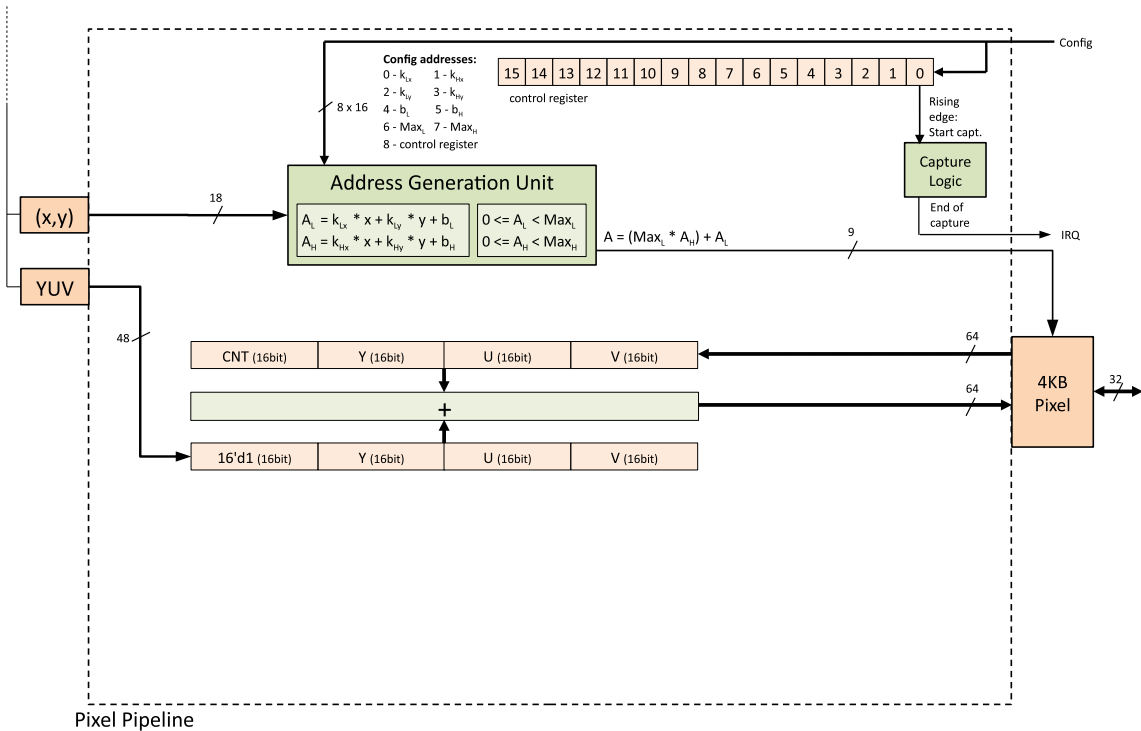 Config
Config addresses:
0 - kLx 1 - kHx
2 - kLy 3 - kHy
4 - bL 5 - bH
6 - MaxL 7 - MaxH
8 - control register
15 14 13 12 11 10 9 8 7 6 5 4 3 2 1 0
control register
8 x 16
Rising
edge:
Start capt.
Capture
Logic
End of
capture
IRQ
Address Generation Unit
AL = kLx * x + kLy * y + bL
AH = kHx * x + kHy * y + bH
0 <= AL < MaxL
0 <= AH < MaxH
A = (MaxL * AH) + AL
9
(x,y)
18
YUV
48
CNT (16bit) Y (16bit) U (16bit) V (16bit)
64
+
64
16'd1 (16bit) Y (16bit) U (16bit) V (16bit)
4KB
Pixel
32
Pixel Pipeline